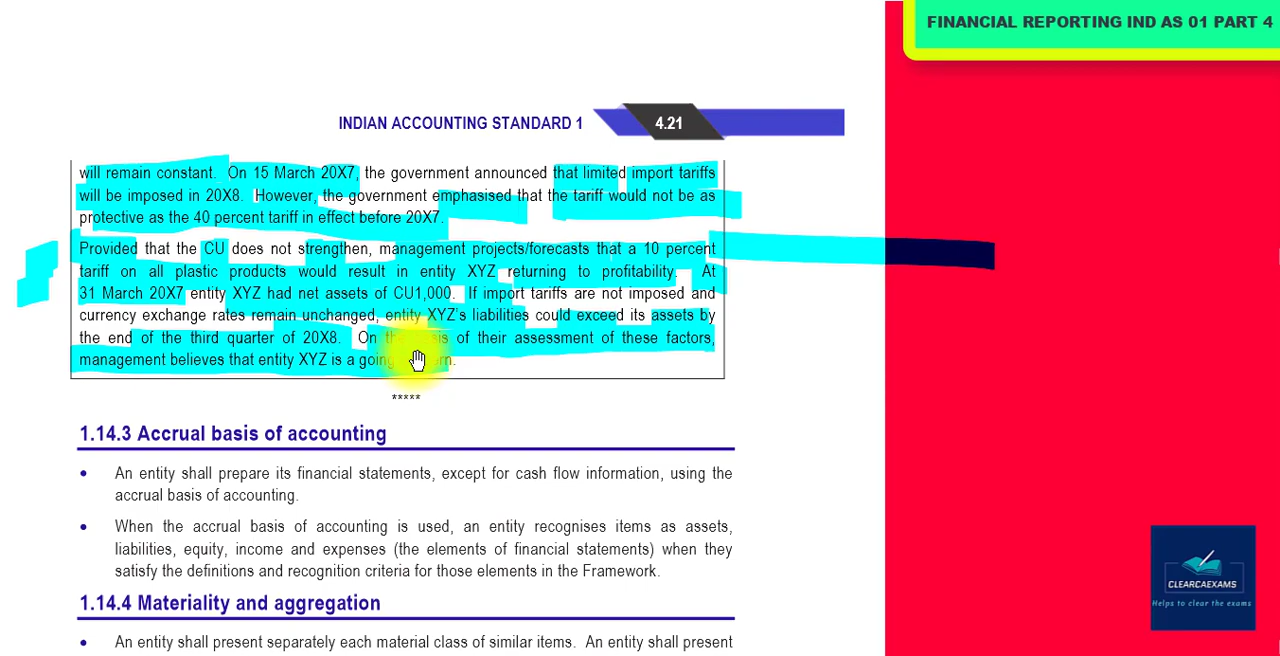 FINANCIAL REPORTING IND AS 01 PART 4
INDIAN ACCOUNTING STANDARD 1 4.21
will remain constant. On 15 March 20X7, the government announced that limited import tariffs
will be imposed in 20X8. However, the government emphasised that the tariff would not be as
protective as the 40 percent tariff in effect before 20X7.
Provided that the CU does not strengthen, management projects/forecasts that a 10 percent
tariff on all plastic products would result in entity XYZ returning to profitability. At
31 March 20X7 entity XYZ had net assets of CU1,000. If import tariffs are not imposed and
currency exchange rates remain unchanged, entity XYZ's liabilities could exceed its assets by
the end of the third quarter of 20X8. On the basis of their assessment of these factors,
management believes that entity XYZ is a going concern.
*****
1.14.3 Accrual basis of accounting
• An entity shall prepare its financial statements, except for cash flow information, using the
accrual basis of accounting.
• When the accrual basis of accounting is used, an entity recognises items as assets,
liabilities, equity, income and expenses (the elements of financial statements) when they
satisfy the definitions and recognition criteria for those elements in the Framework.
1.14.4 Materiality and aggregation
• An entity shall present separately each material class of similar items. An entity shall present
CLEARCAEXAMS
Helps to clear the exams